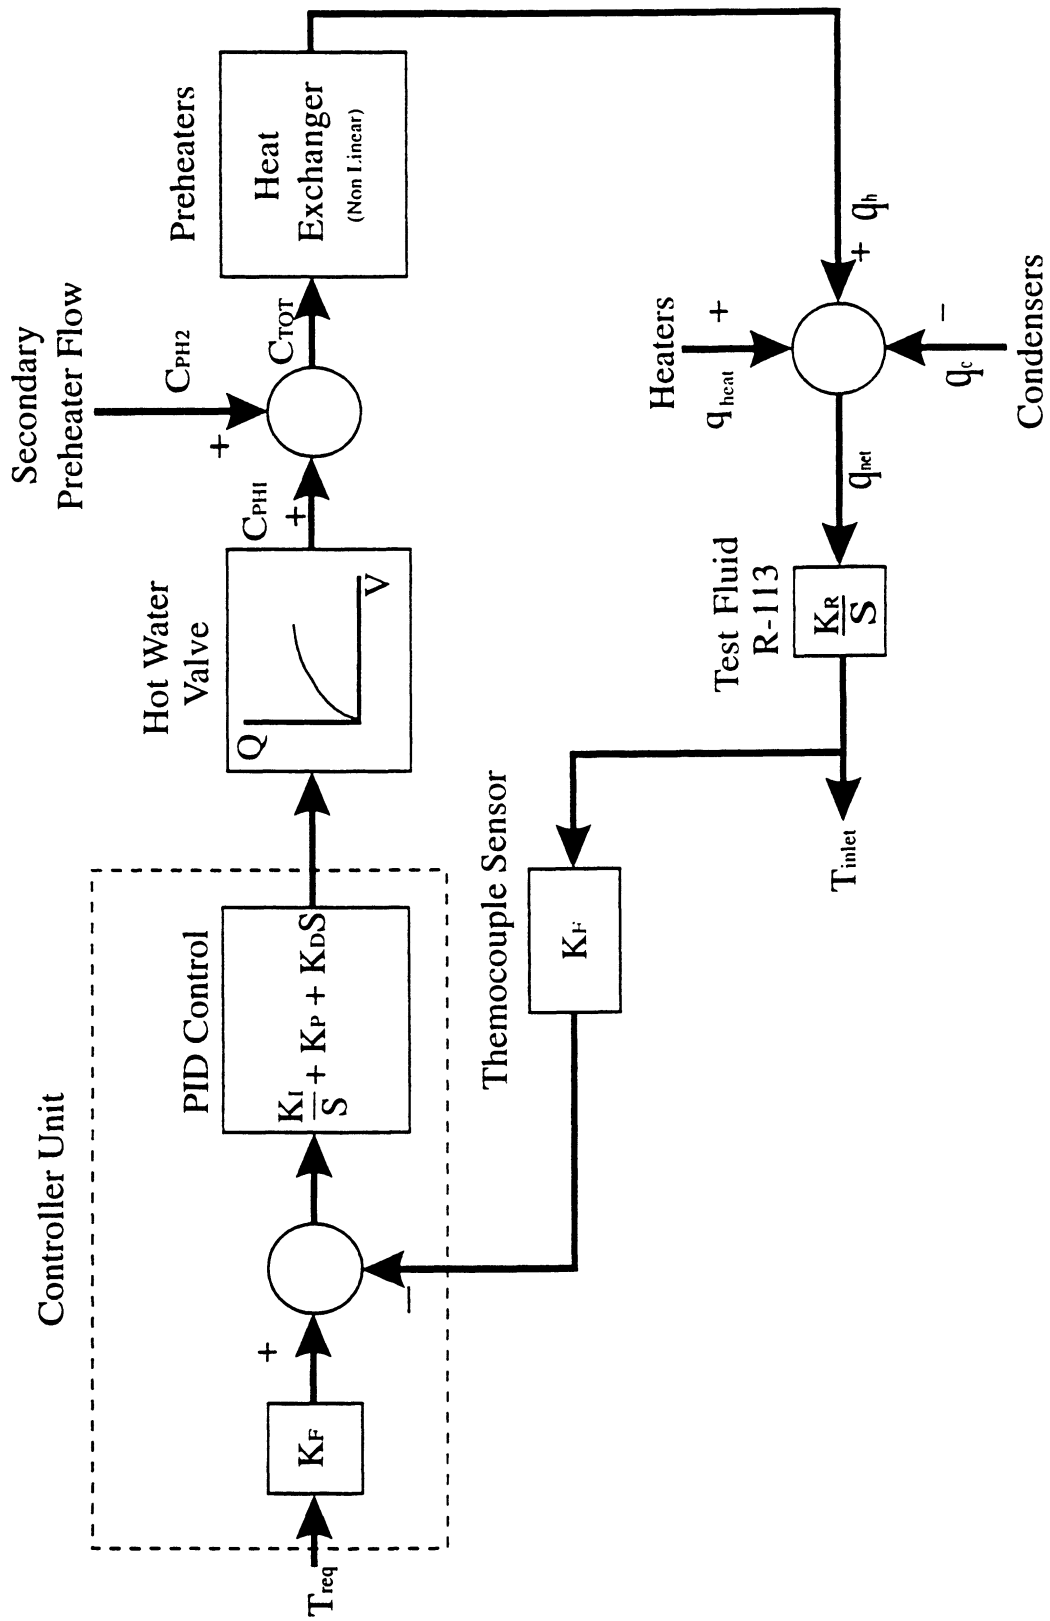 Controller Unit
T_req
K_F
+
−
PID Control
K_I/S + K_P + K_D S
Hot Water
Valve
Q
V
C_PH1
+
Secondary
Preheater Flow
C_PH2
+
C_TOT
Preheaters
Heat
Exchanger
(Non Linear)
+ q_h
Heaters
q_heat +
−
q_c
Condensers
q_net
Test Fluid
R-113
K_R/S
T_inlet
Themocouple Sensor
K_F